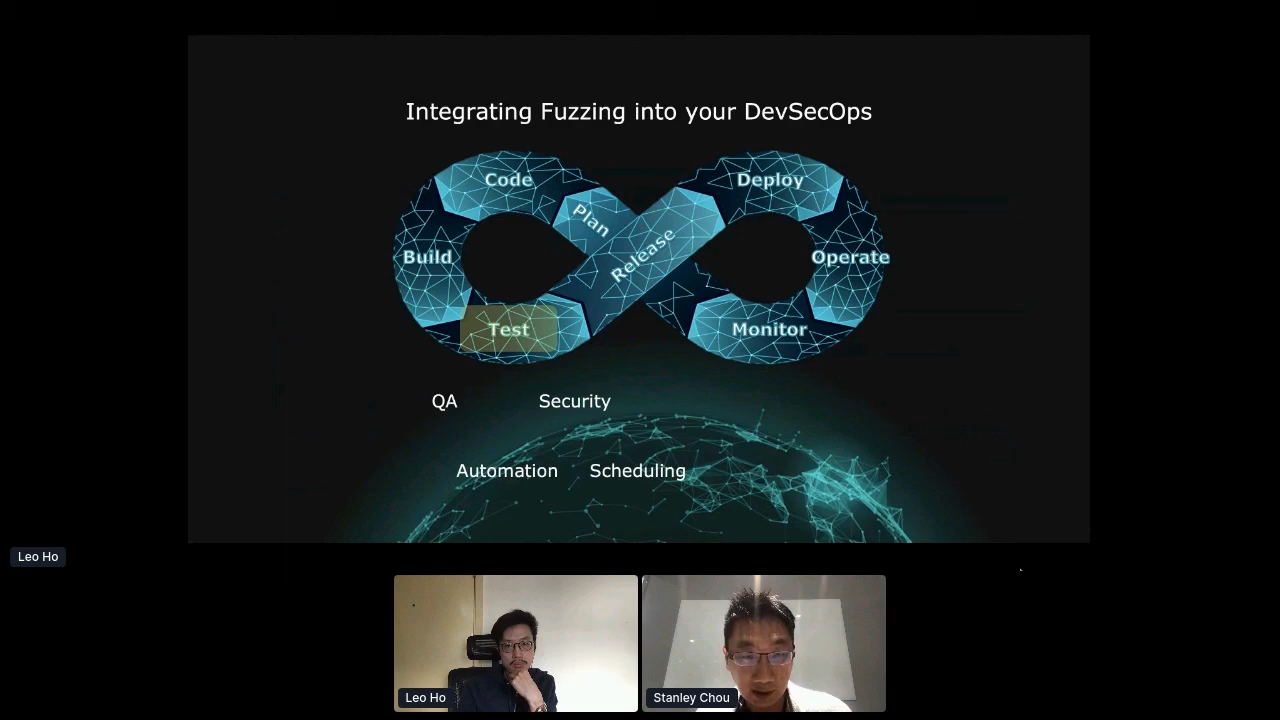 Integrating Fuzzing into your DevSecOps
Code
Deploy
Plan
Release
Build
Operate
Test
Monitor
QA
Security
Automation
Scheduling
Leo Ho
Leo Ho
Stanley Chou